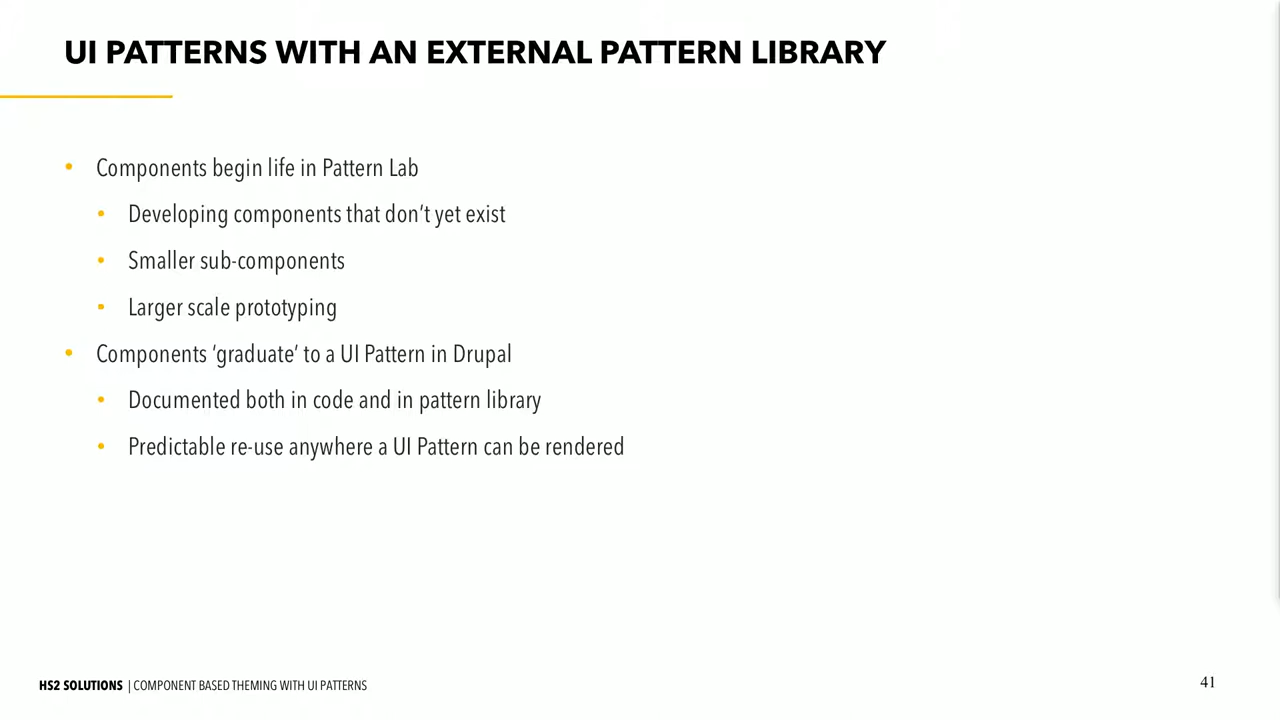 UI PATTERNS WITH AN EXTERNAL PATTERN LIBRARY
• Components begin life in Pattern Lab
• Developing components that don't yet exist
• Smaller sub-components
• Larger scale prototyping
• Components 'graduate' to a UI Pattern in Drupal
• Documented both in code and in pattern library
• Predictable re-use anywhere a UI Pattern can be rendered
HS2 SOLUTIONS | COMPONENT BASED THEMING WITH UI PATTERNS
41